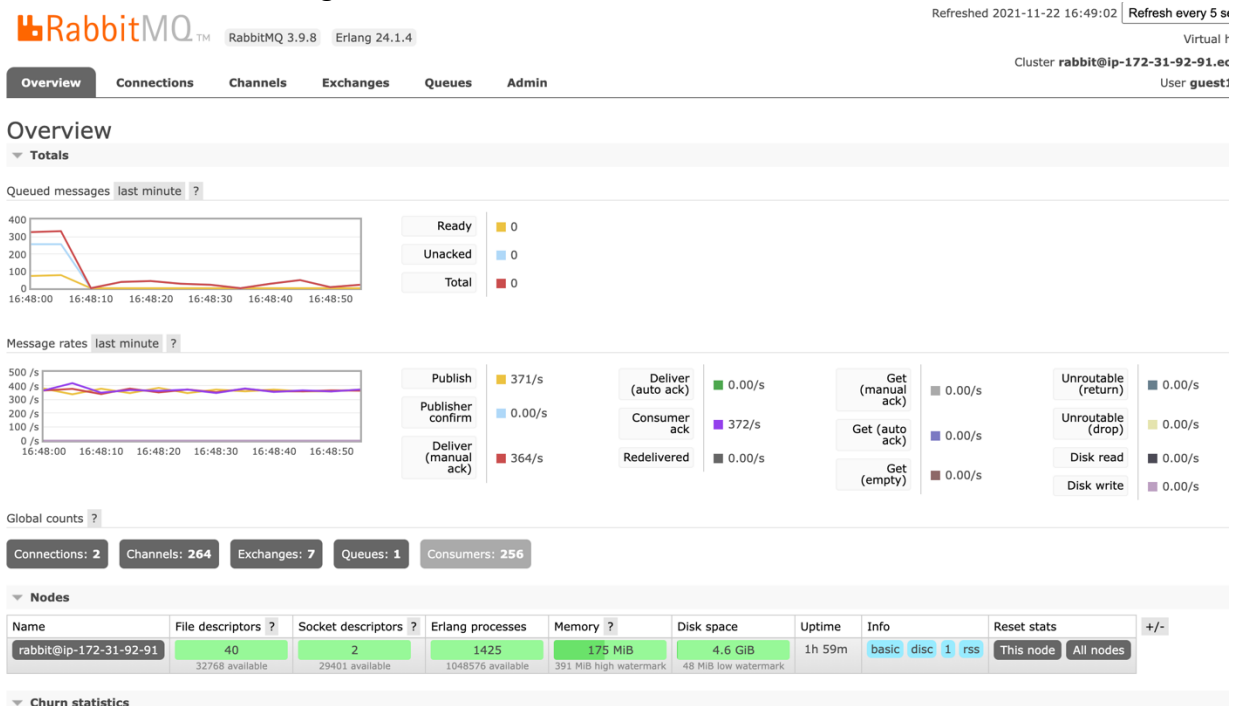 RabbitMQ TM RabbitMQ 3.9.8 Erlang 24.1.4
Refreshed 2021-11-22 16:49:02 Refresh every 5 se
Virtual h
Cluster rabbit@ip-172-31-92-91.ec
User guest1
Overview Connections Channels Exchanges Queues Admin
Overview
Totals
Queued messages last minute ?
400
300
200
100
0
16:48:00 16:48:10 16:48:20 16:48:30 16:48:40 16:48:50
Ready 0
Unacked 0
Total 0
Message rates last minute ?
500 /s
400 /s
300 /s
200 /s
100 /s
0 /s
16:48:00 16:48:10 16:48:20 16:48:30 16:48:40 16:48:50
Publish 371/s
Publisher
confirm 0.00/s
Deliver
(manual
ack) 364/s
Deliver
(auto ack) 0.00/s
Consumer
ack 372/s
Redelivered 0.00/s
Get
(manual
ack) 0.00/s
Get (auto
ack) 0.00/s
Get
(empty) 0.00/s
Unroutable
(return) 0.00/s
Unroutable
(drop) 0.00/s
Disk read 0.00/s
Disk write 0.00/s
Global counts ?
Connections: 2 Channels: 264 Exchanges: 7 Queues: 1 Consumers: 256
Nodes
Name File descriptors ? Socket descriptors ? Erlang processes Memory ? Disk space Uptime Info Reset stats +/-
rabbit@ip-172-31-92-91 40 2 1425 175 MiB 4.6 GiB 1h 59m basic disc 1 rss This node All nodes
32768 available 29401 available 1048576 available 391 MiB high watermark 48 MiB low watermark
Churn statistics